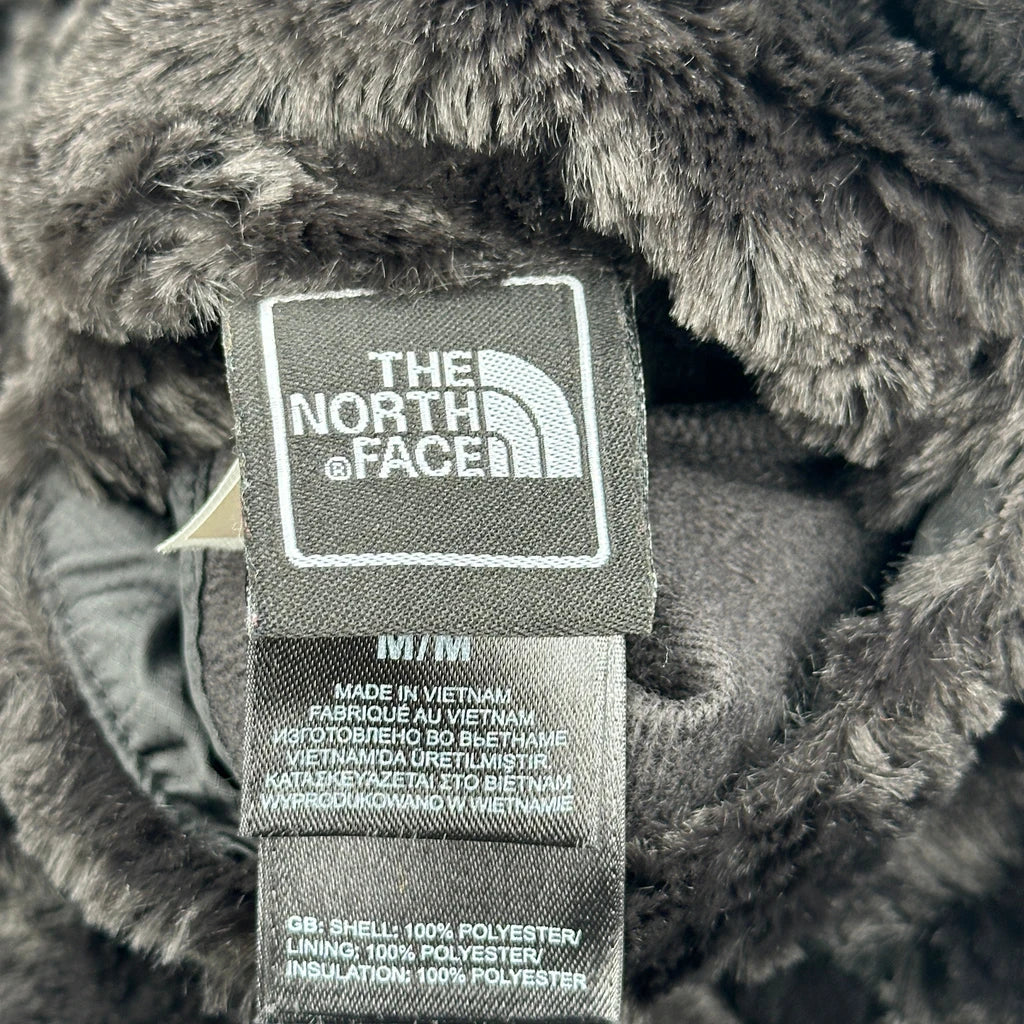 THE
NORTH
® FACE
M/M
MADE IN VIETNAM
FABRIQUÉ AU VIETNAM
ИЗГОТОВЛЕНО ВО ВЬЕТНАМЕ
VIETNAM DA ÜRETILMISTIR
ΚΑΤΑΣΚΕΥΑΖΕΤΑΙ ΣΤΟ ΒΙΕΤΝΑΜ
WYPRODUKOWANO W WIETNAMIE
GB: SHELL: 100% POLYESTER/
LINING: 100% POLYESTER/
INSULATION: 100% POLYESTER